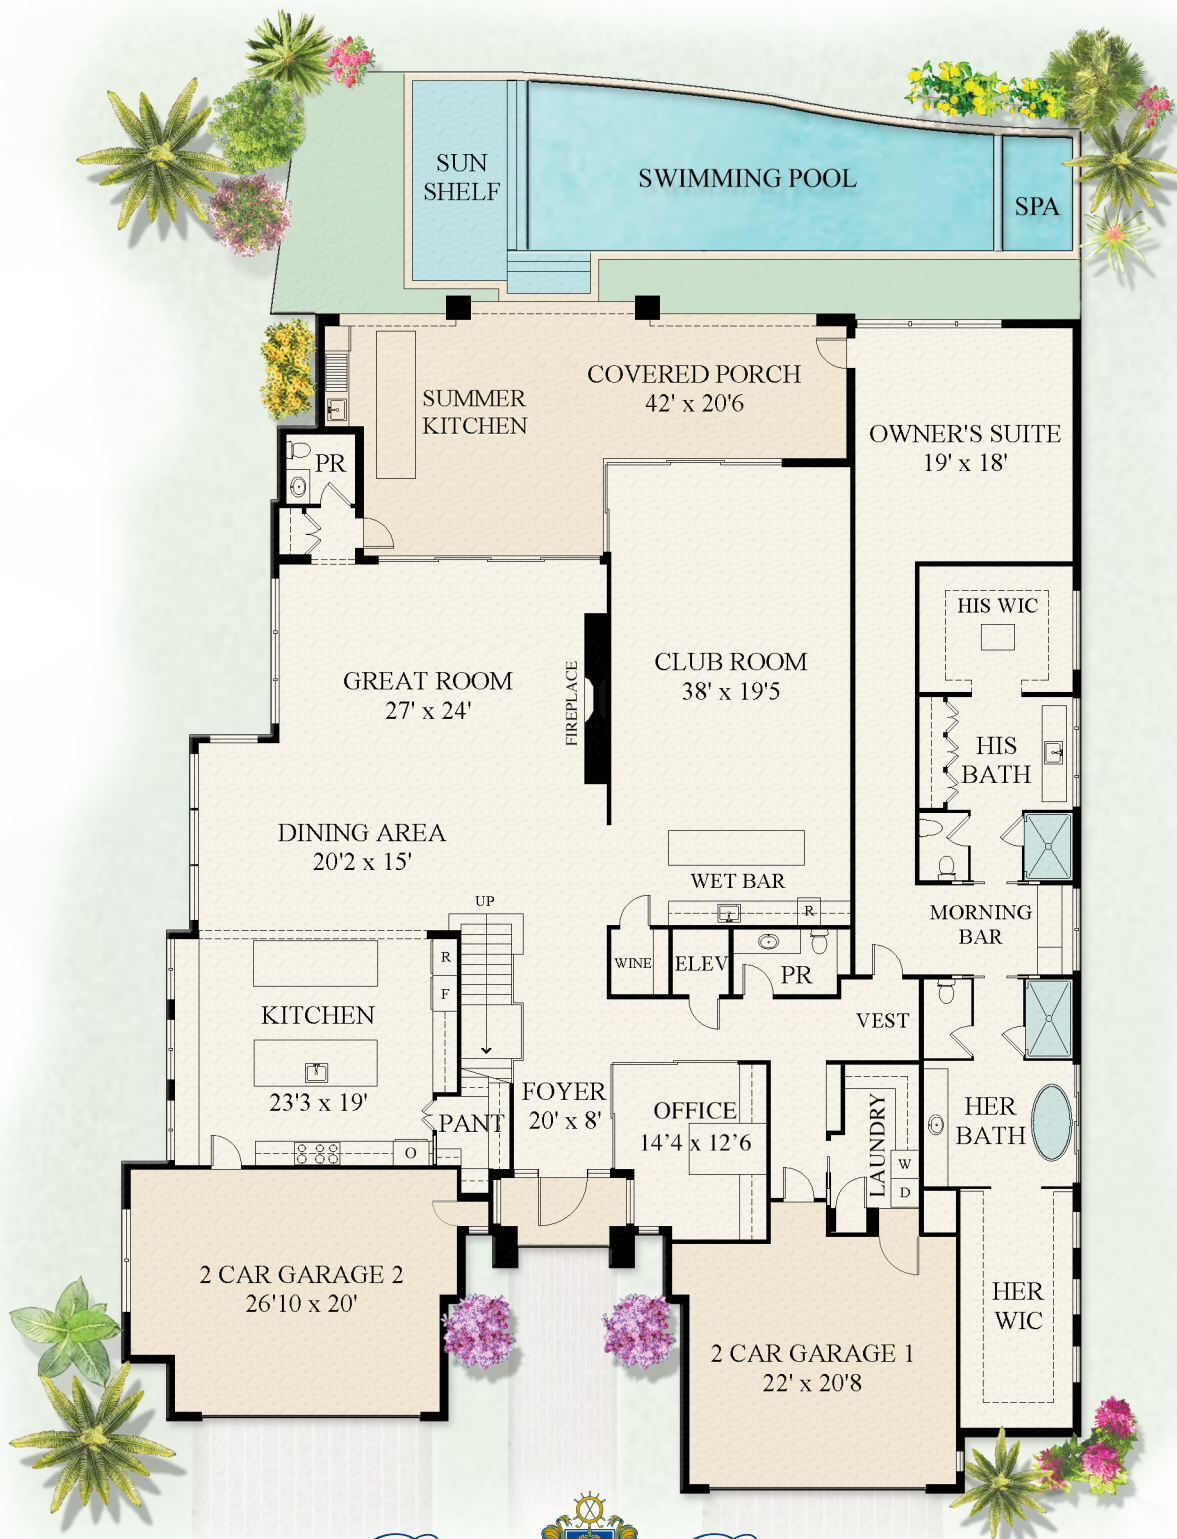 SUN
SHELF
SWIMMING POOL
SPA
COVERED PORCH
42' x 20'6
SUMMER
KITCHEN
OWNER'S SUITE
19' x 18'
PR
HIS WIC
GREAT ROOM
27' x 24'
FIREPLACE
CLUB ROOM
38' x 19'5
HIS
BATH
DINING AREA
20'2 x 15'
WET BAR
R
UP
MORNING
BAR
WINE
ELEV
PR
R
F
KITCHEN
23'3 x 19'
VEST
FOYER
20' x 8'
PANT
O
OFFICE
14'4 x 12'6
LAUNDRY
W
D
HER
BATH
2 CAR GARAGE 2
26'10 x 20'
HER
WIC
2 CAR GARAGE 1
22' x 20'8